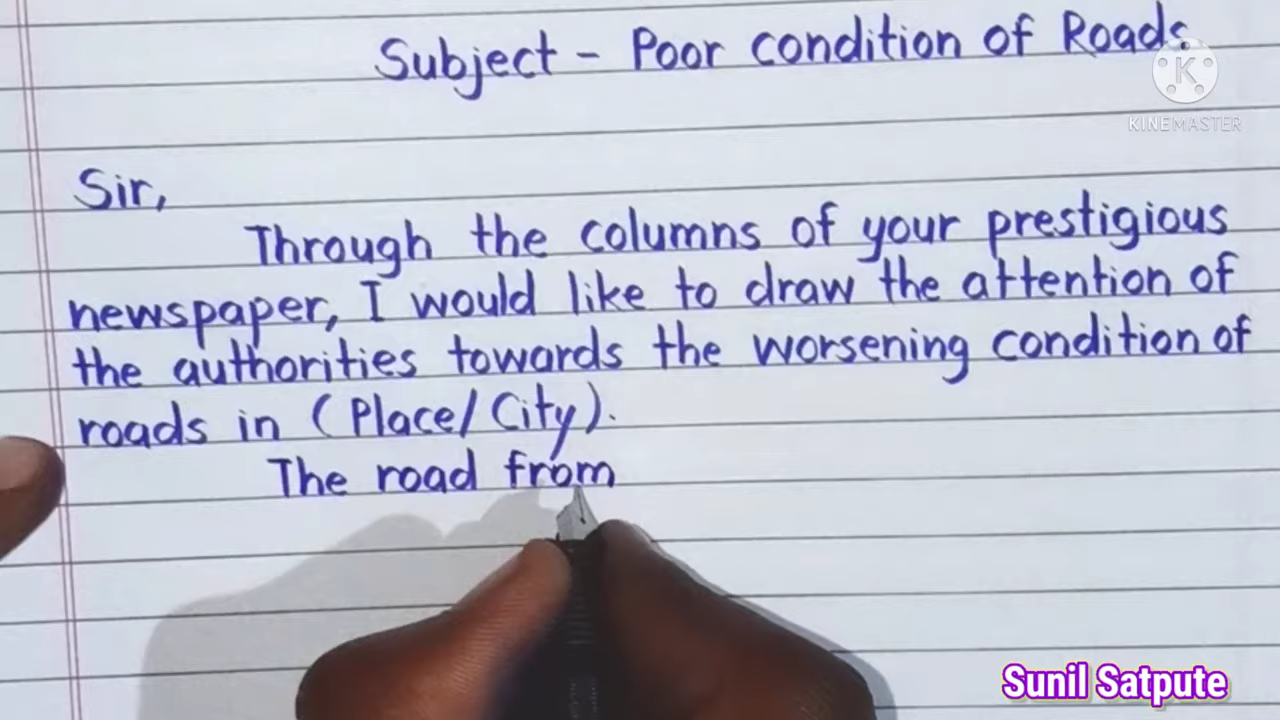 Subject - Poor condition of Roads
KINEMASTER
Sir,
Through the columns of your prestigious
newspaper, I would like to draw the attention of
the authorities towards the worsening condition of
roads in (Place/City).
The road from
Sunil Satpute